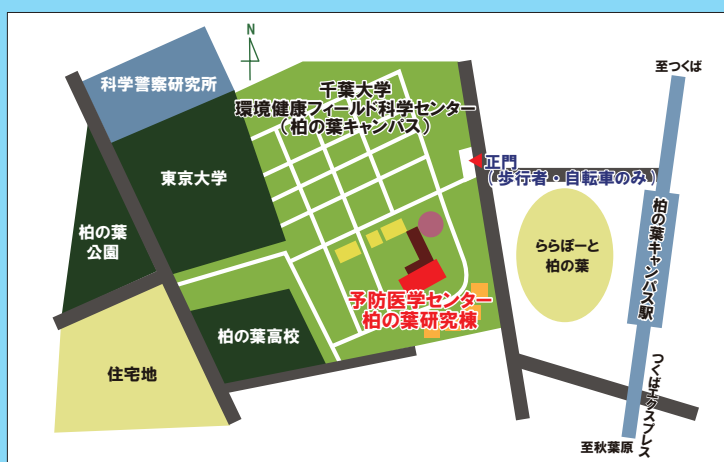 N
科学警察研究所
千葉大学
環境健康フィールド科学センター
（柏の葉キャンパス）
至つくば
正門
（歩行者・自転車のみ）
東京大学
柏の葉
公園
ららぽーと
柏の葉
柏の葉キャンパス駅
予防医学センター
柏の葉研究棟
柏の葉高校
住宅地
つくばエクスプレス
至秋葉原